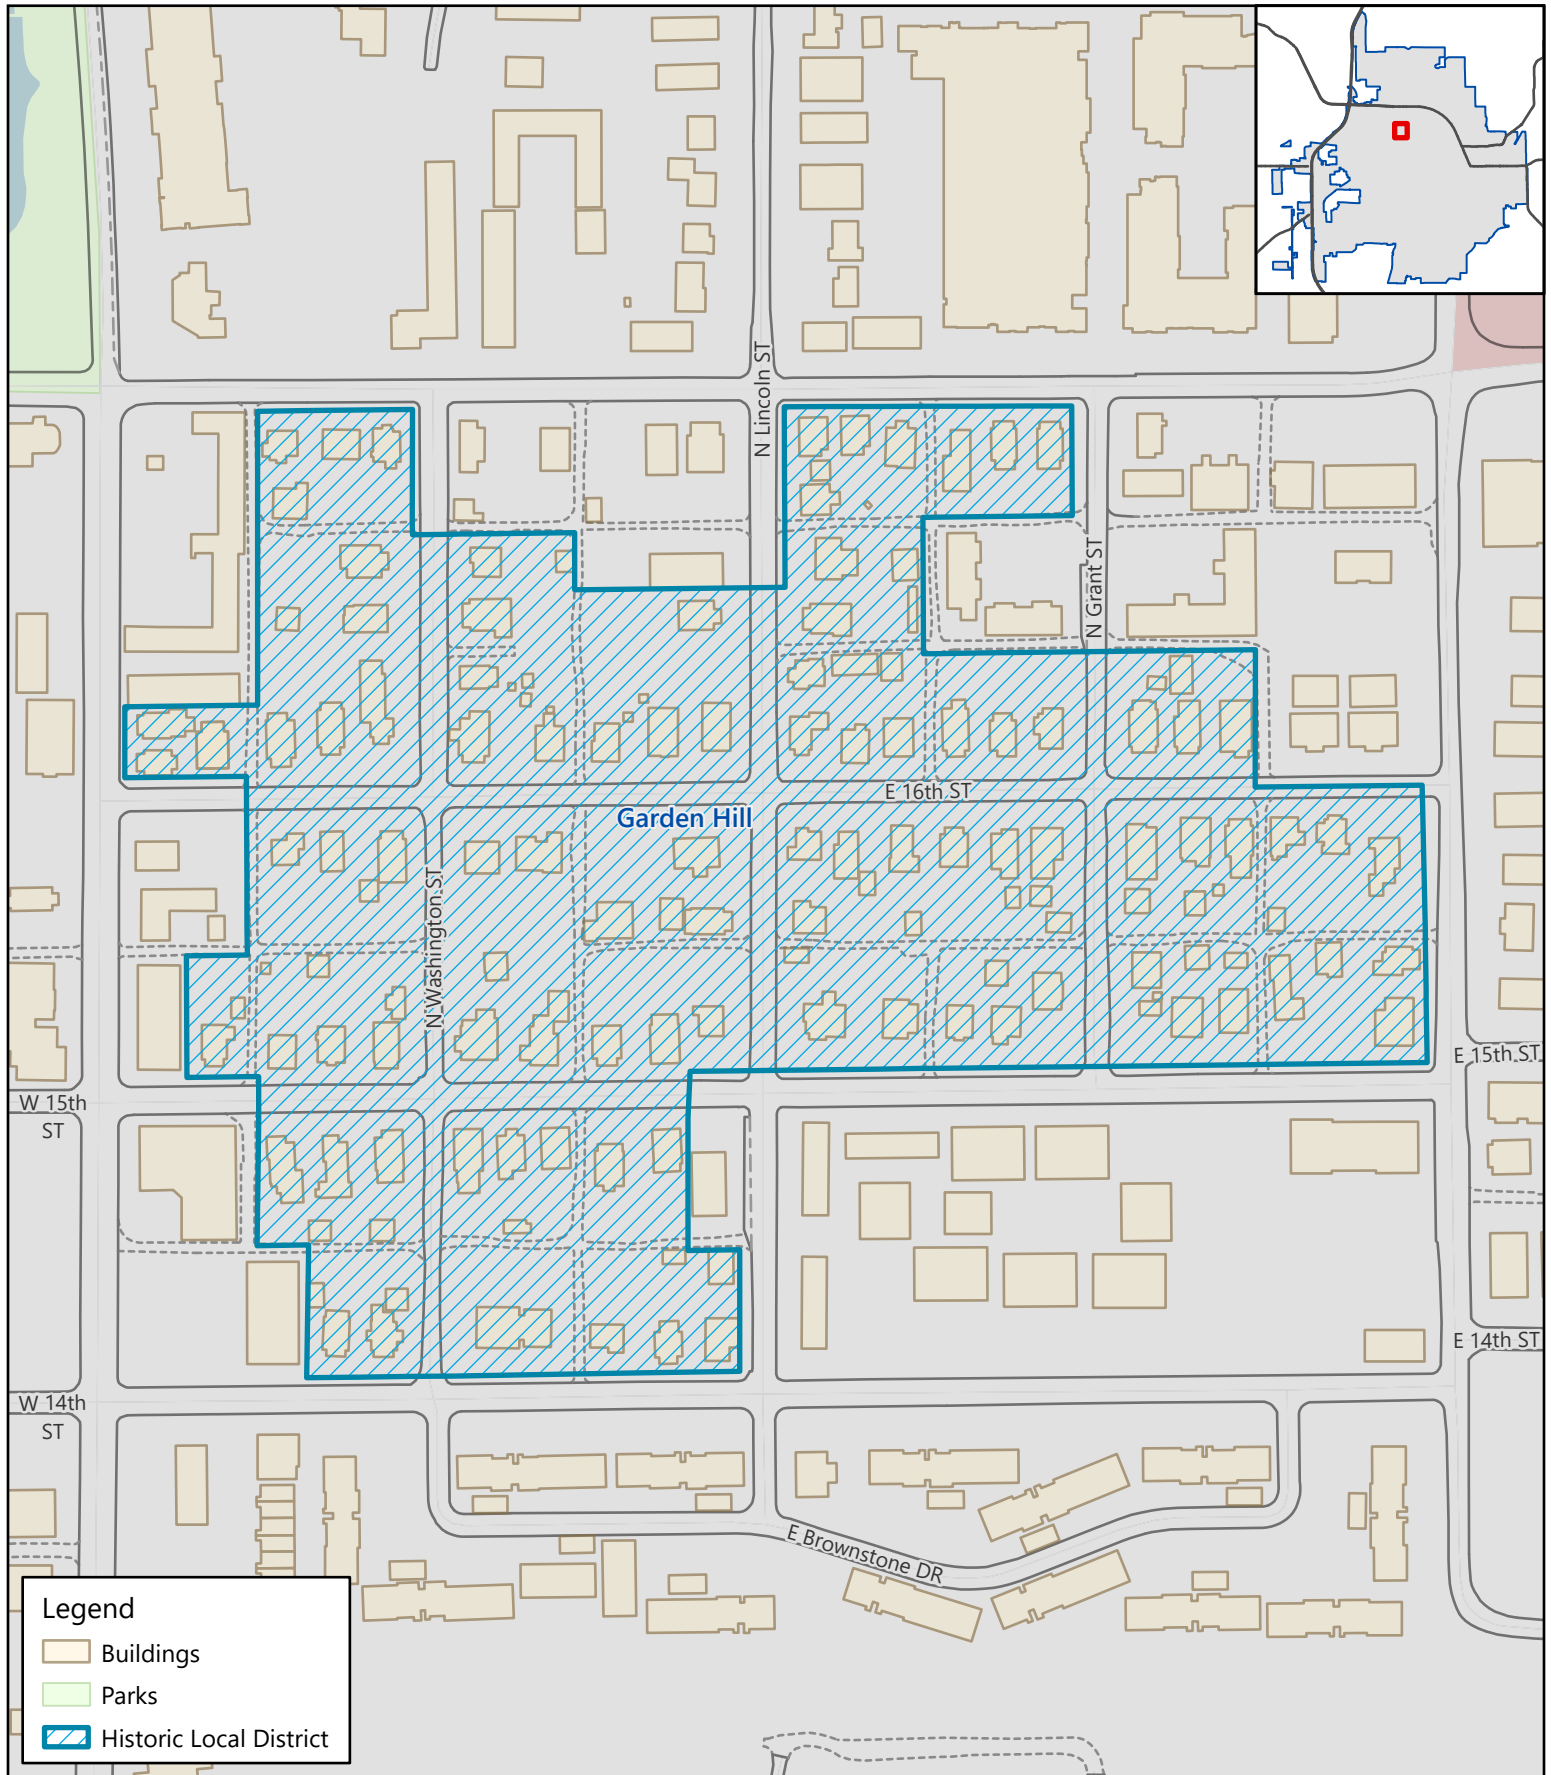 N Lincoln ST
N Grant ST
E 16th ST
Garden Hill
N Washington ST
E 15th ST
W 15th
ST
E 14th ST
W 14th
ST
E Brownstone DR
Legend
Buildings
Parks
Historic Local District